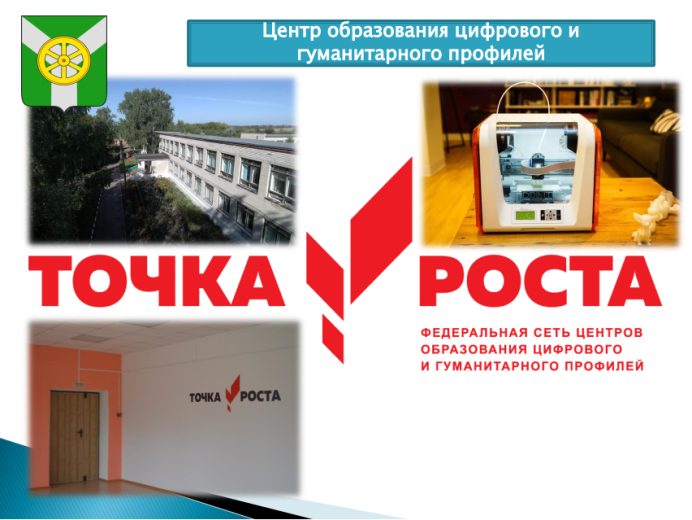 Центр образования цифрового и
гуманитарного профилей
ТОЧКА РОСТА
ФЕДЕРАЛЬНАЯ СЕТЬ ЦЕНТРОВ
ОБРАЗОВАНИЯ ЦИФРОВОГО
И ГУМАНИТАРНОГО ПРОФИЛЕЙ
ТОЧКА РОСТА